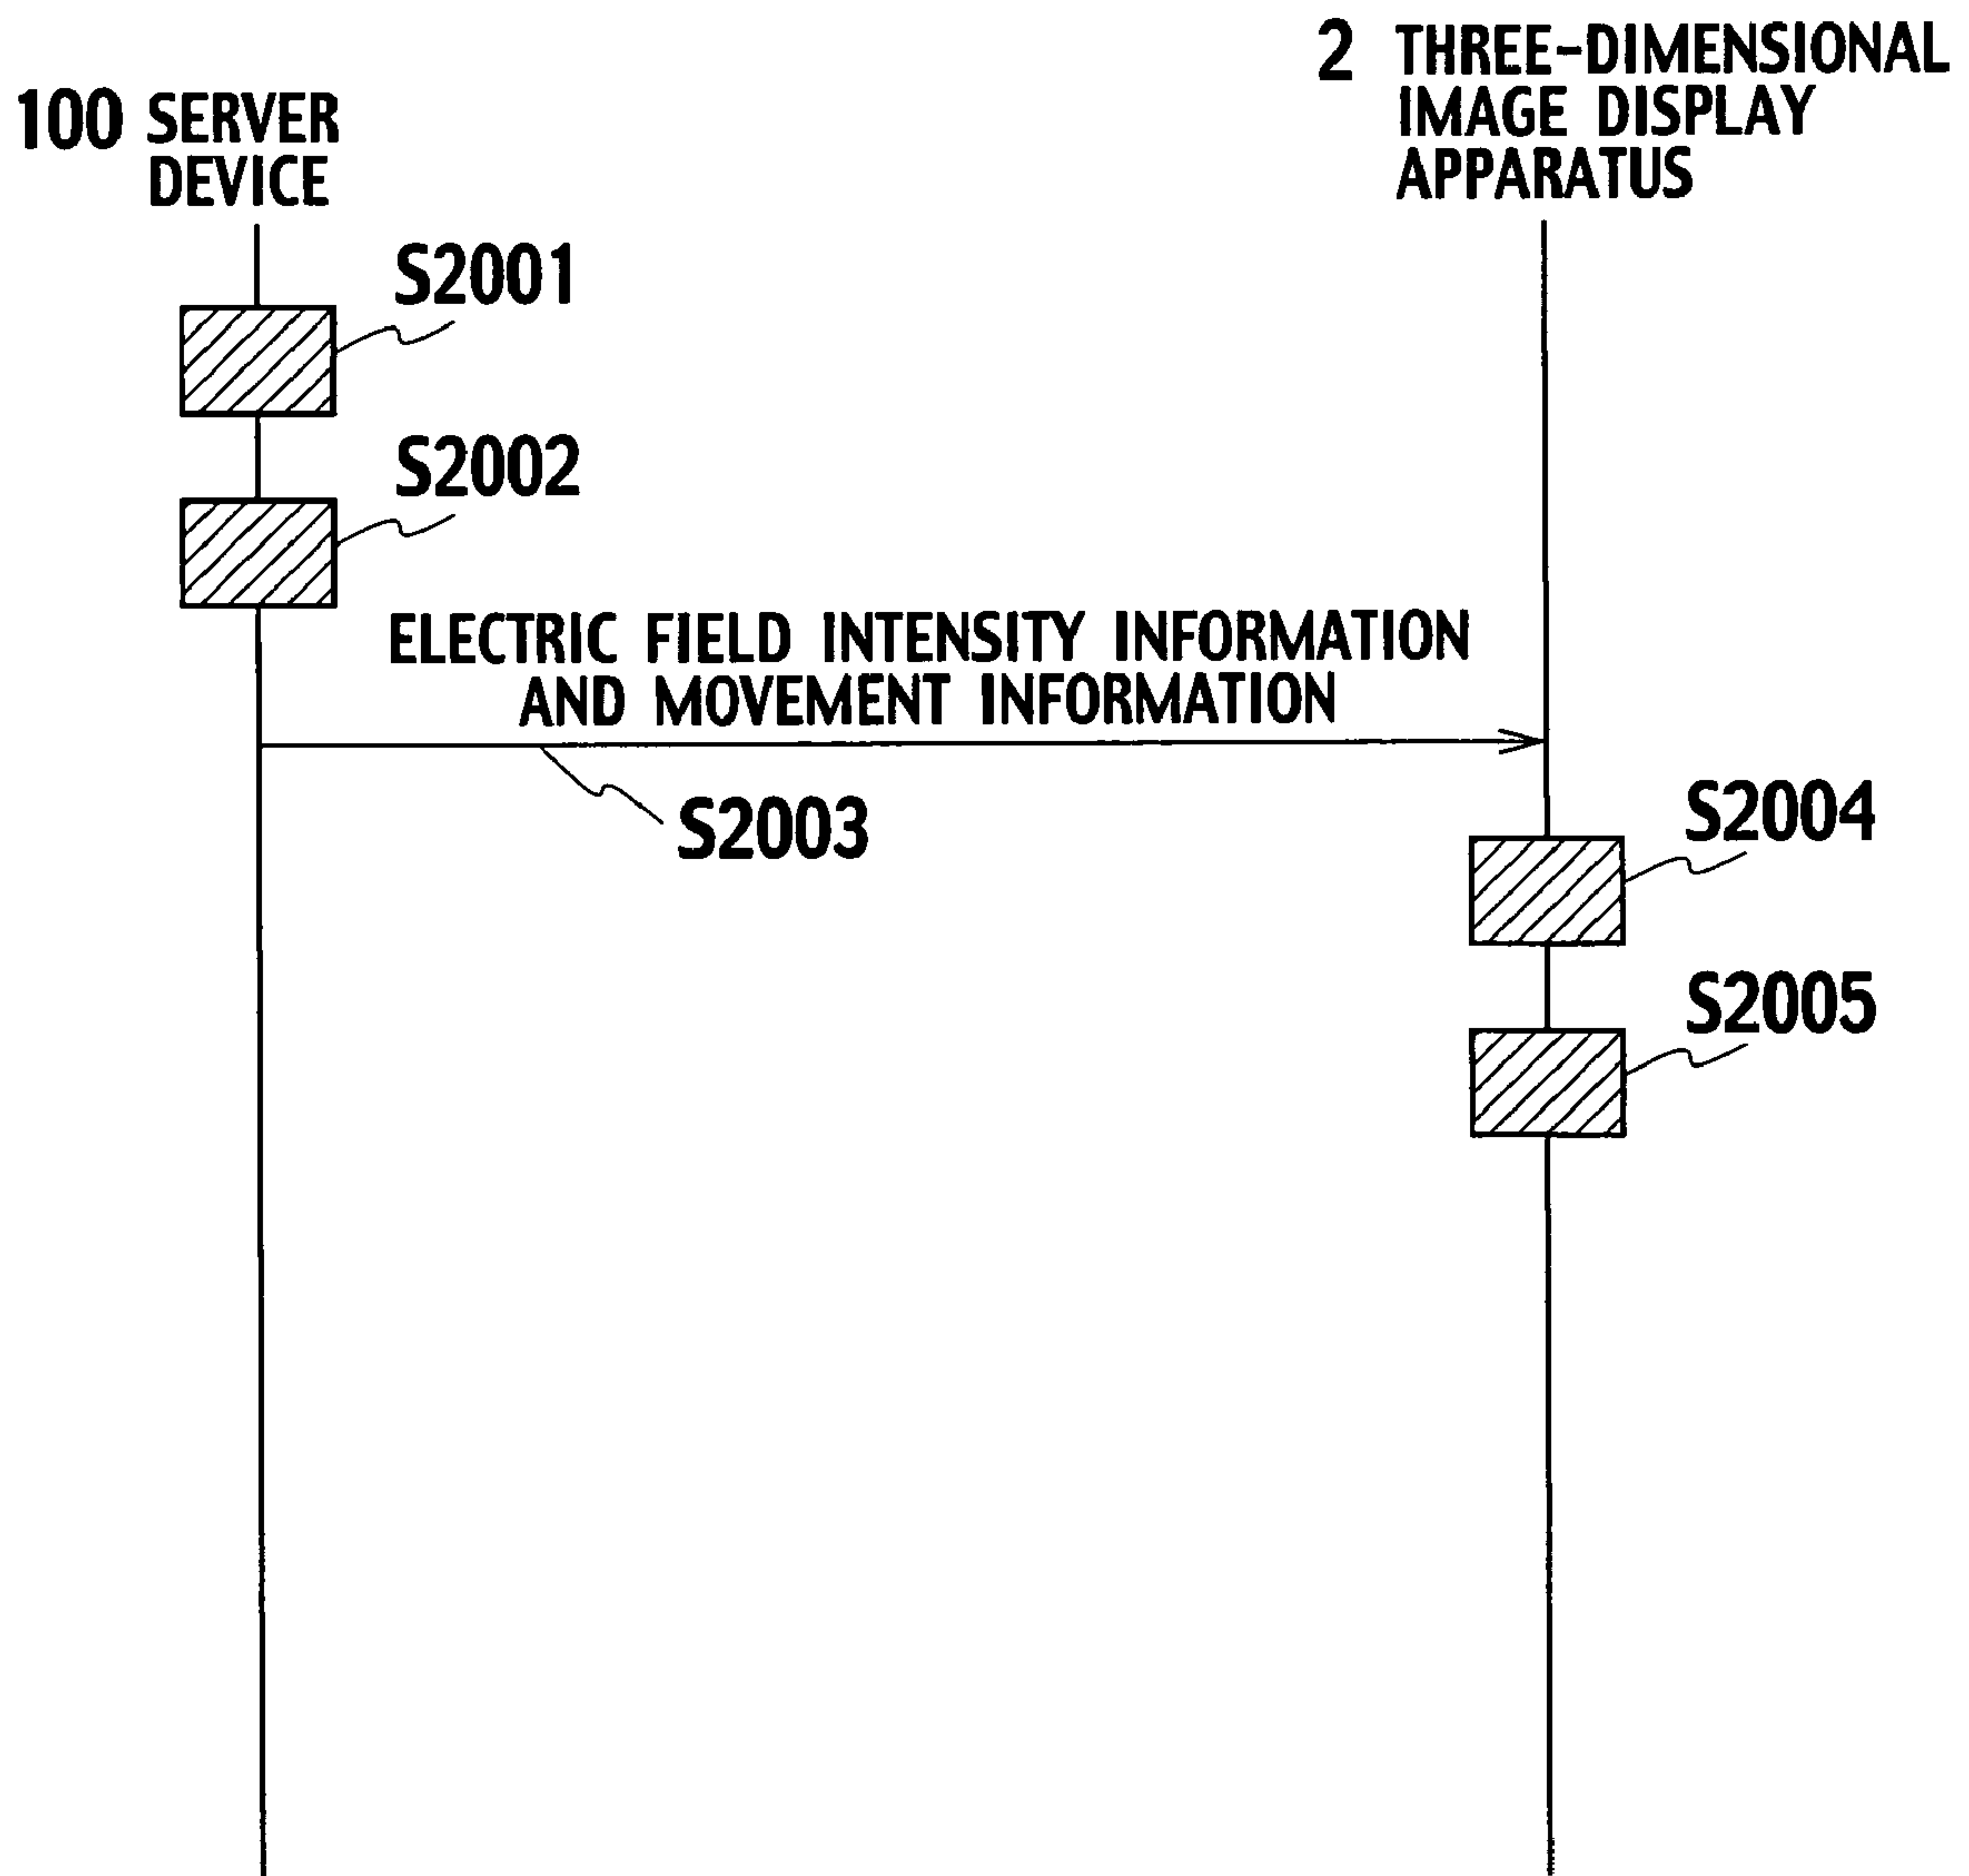 100 SERVER
DEVICE
2 THREE-DIMENSIONAL
IMAGE DISPLAY
APPARATUS
S2001
S2002
ELECTRIC FIELD INTENSITY INFORMATION
AND MOVEMENT INFORMATION
S2003
S2004
S2005